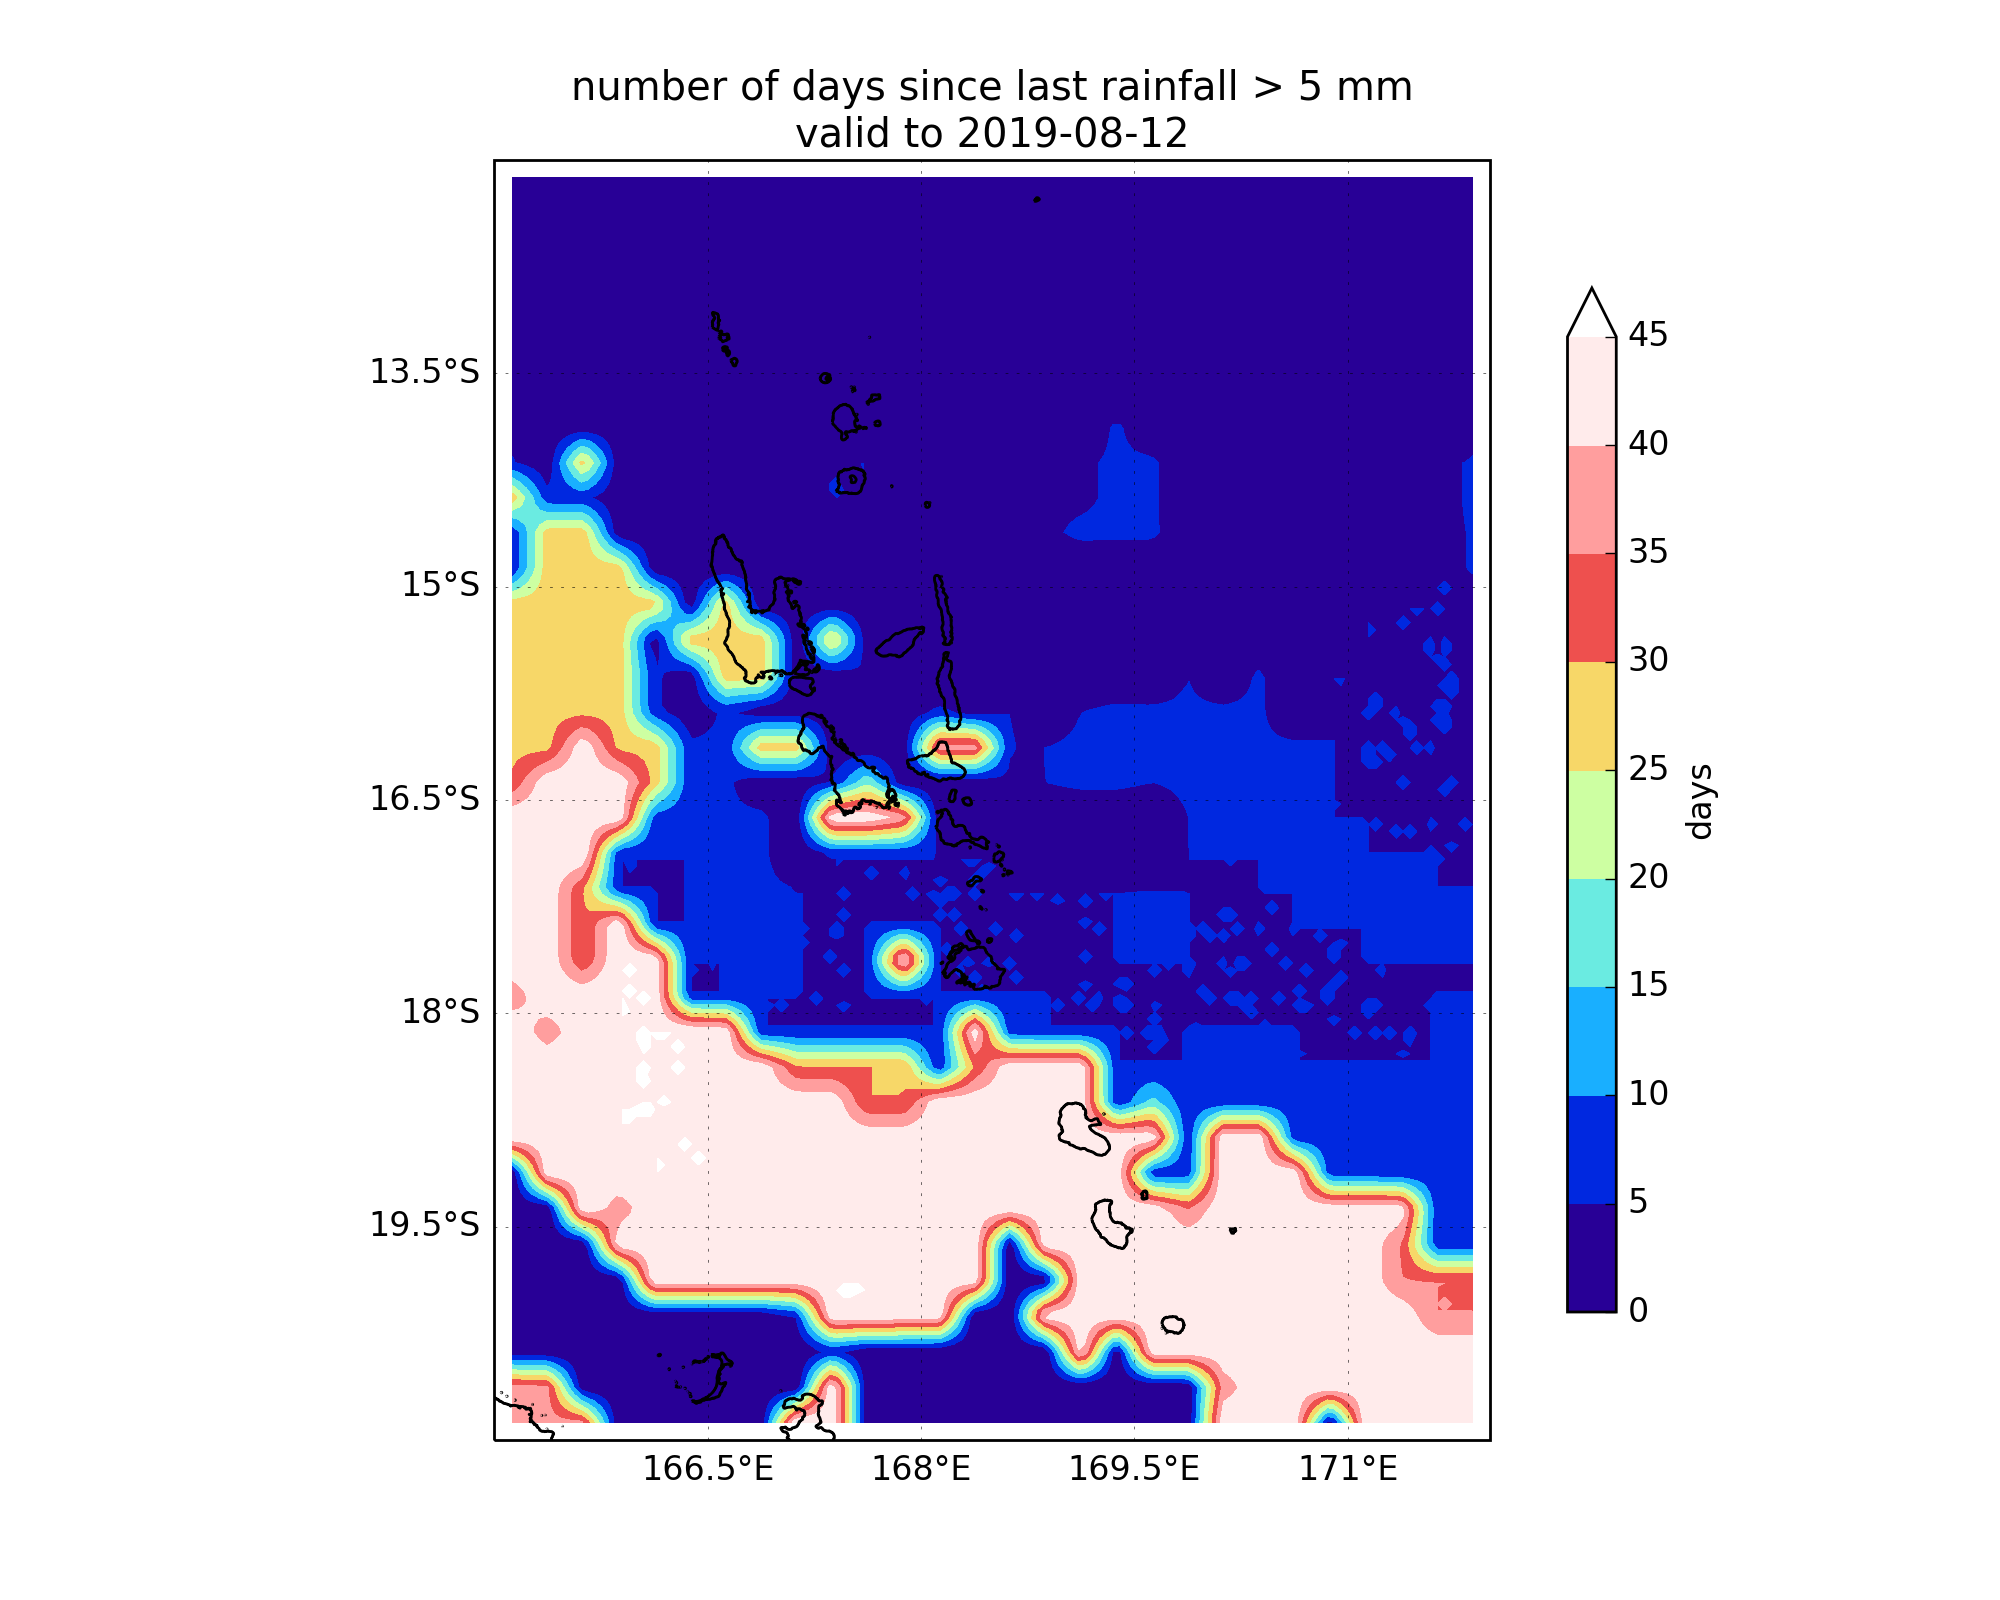 number of days since last rainfall > 5 mm
valid to 2019-08-12
13.5°S
15°S
16.5°S
18°S
19.5°S
166.5°E
168°E
169.5°E
171°E
45
40
35
30
25
20
15
10
5
0
days